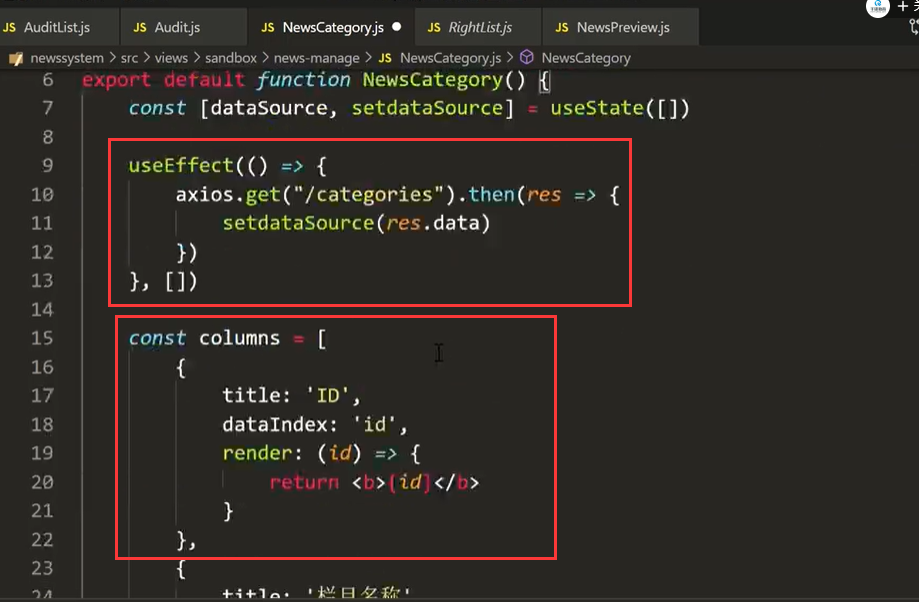 JS AuditList.js JS Audit.js JS NewsCategory.js ● JS RightList.js JS NewsPreview.js
newssystem > src > views > sandbox > news-manage > JS NewsCategory.js > NewsCategory
6 export default function NewsCategory() {
7 const [dataSource, setdataSource] = useState([])
8
9 useEffect(() => {
10 axios.get("/categories").then(res => {
11 setdataSource(res.data)
12 })
13 }, [])
14
15 const columns = [
16 {
17 title: 'ID',
18 dataIndex: 'id',
19 render: (id) => {
20 return <b>{id}</b>
21 }
22 },
23 {
24 title: '栏目名称',